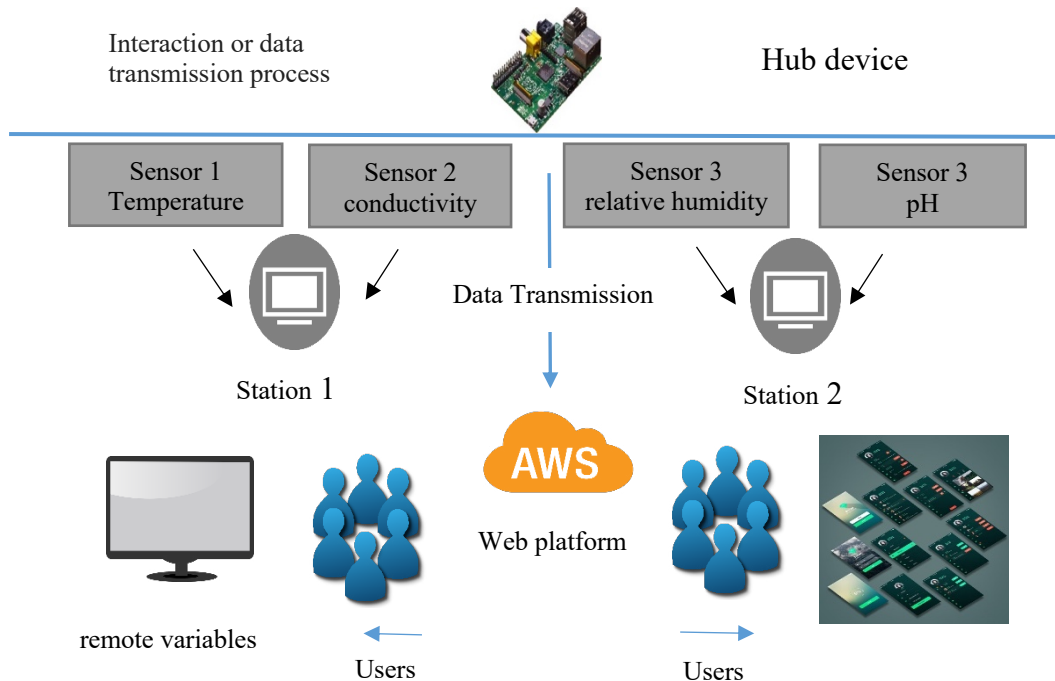 Interaction or data
transmission process
Hub device
Sensor 1
Temperature
Sensor 2
conductivity
Sensor 3
relative humidity
Sensor 3
pH
Data Transmission
Station 1
Station 2
AWS
Web platform
remote variables
Users
Users